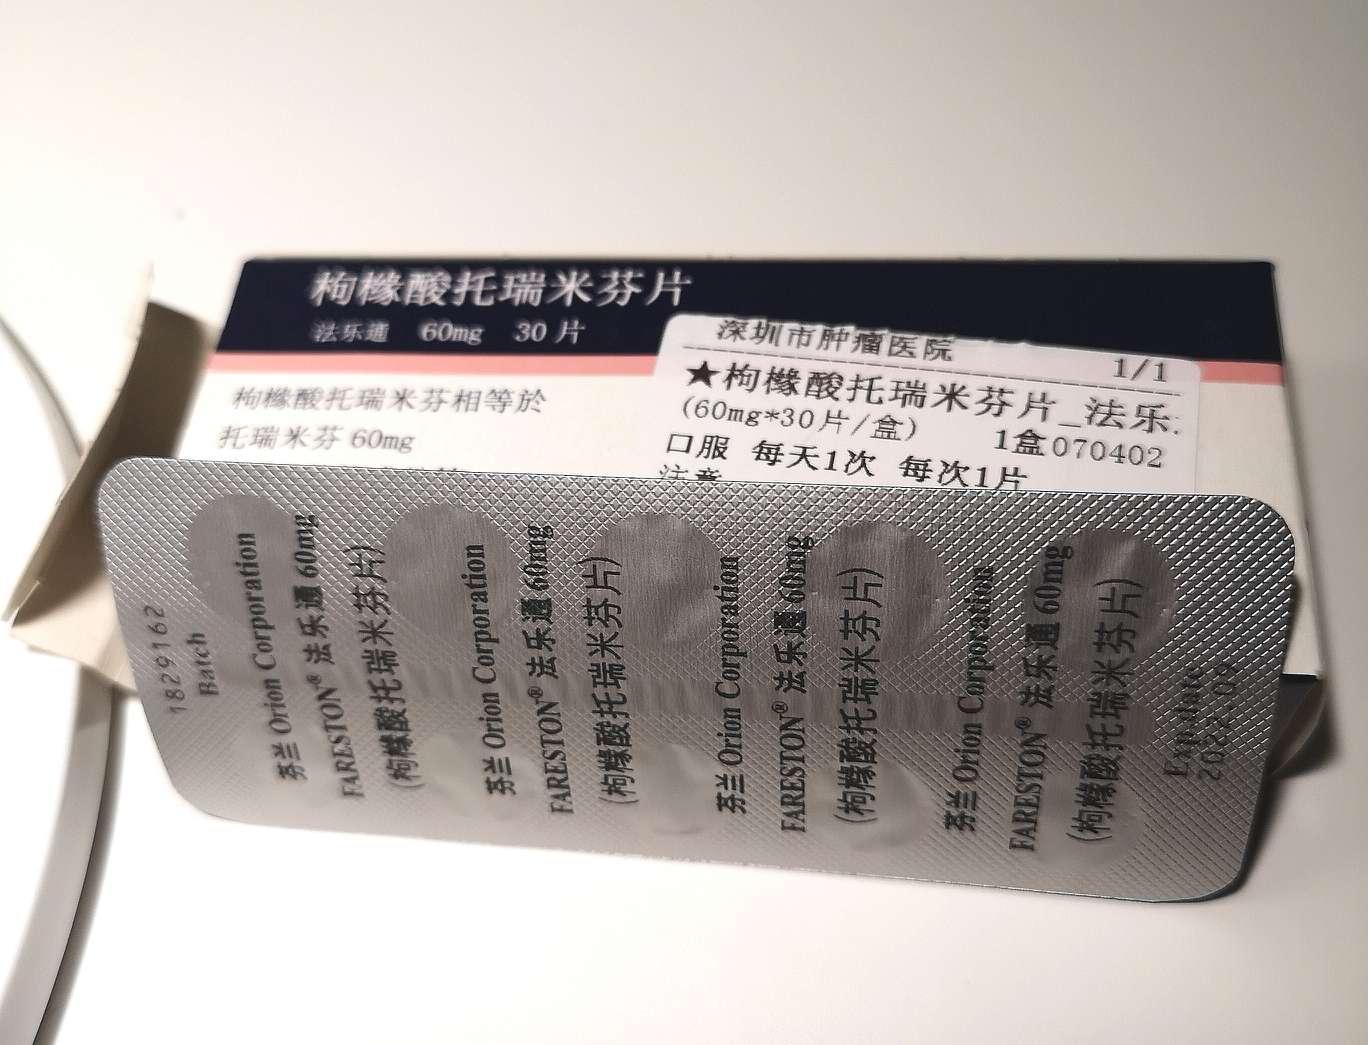 枸橼酸托瑞米芬片
法乐通 60mg 30 片
枸橼酸托瑞米芬相等於
托瑞米芬 60mg
深圳市肿瘤医院
1/1
★枸橼酸托瑞米芬片_法乐
(60mg*30片/盒) 1盒070402
口服 每天1次 每次1片
注意
1829162
Batch
芬兰 Orion Corporation
FARESTON® 法乐通 60mg
(枸橼酸托瑞米芬片)
芬兰 Orion Corporation
FARESTON® 法乐通 60mg
(枸橼酸托瑞米芬片)
芬兰 Orion Corporation
FARESTON® 法乐通 60mg
(枸橼酸托瑞米芬片)
芬兰 Orion Corporation
FARESTON® 法乐通 60mg
(枸橼酸托瑞米芬片)
Exp date
2022-09